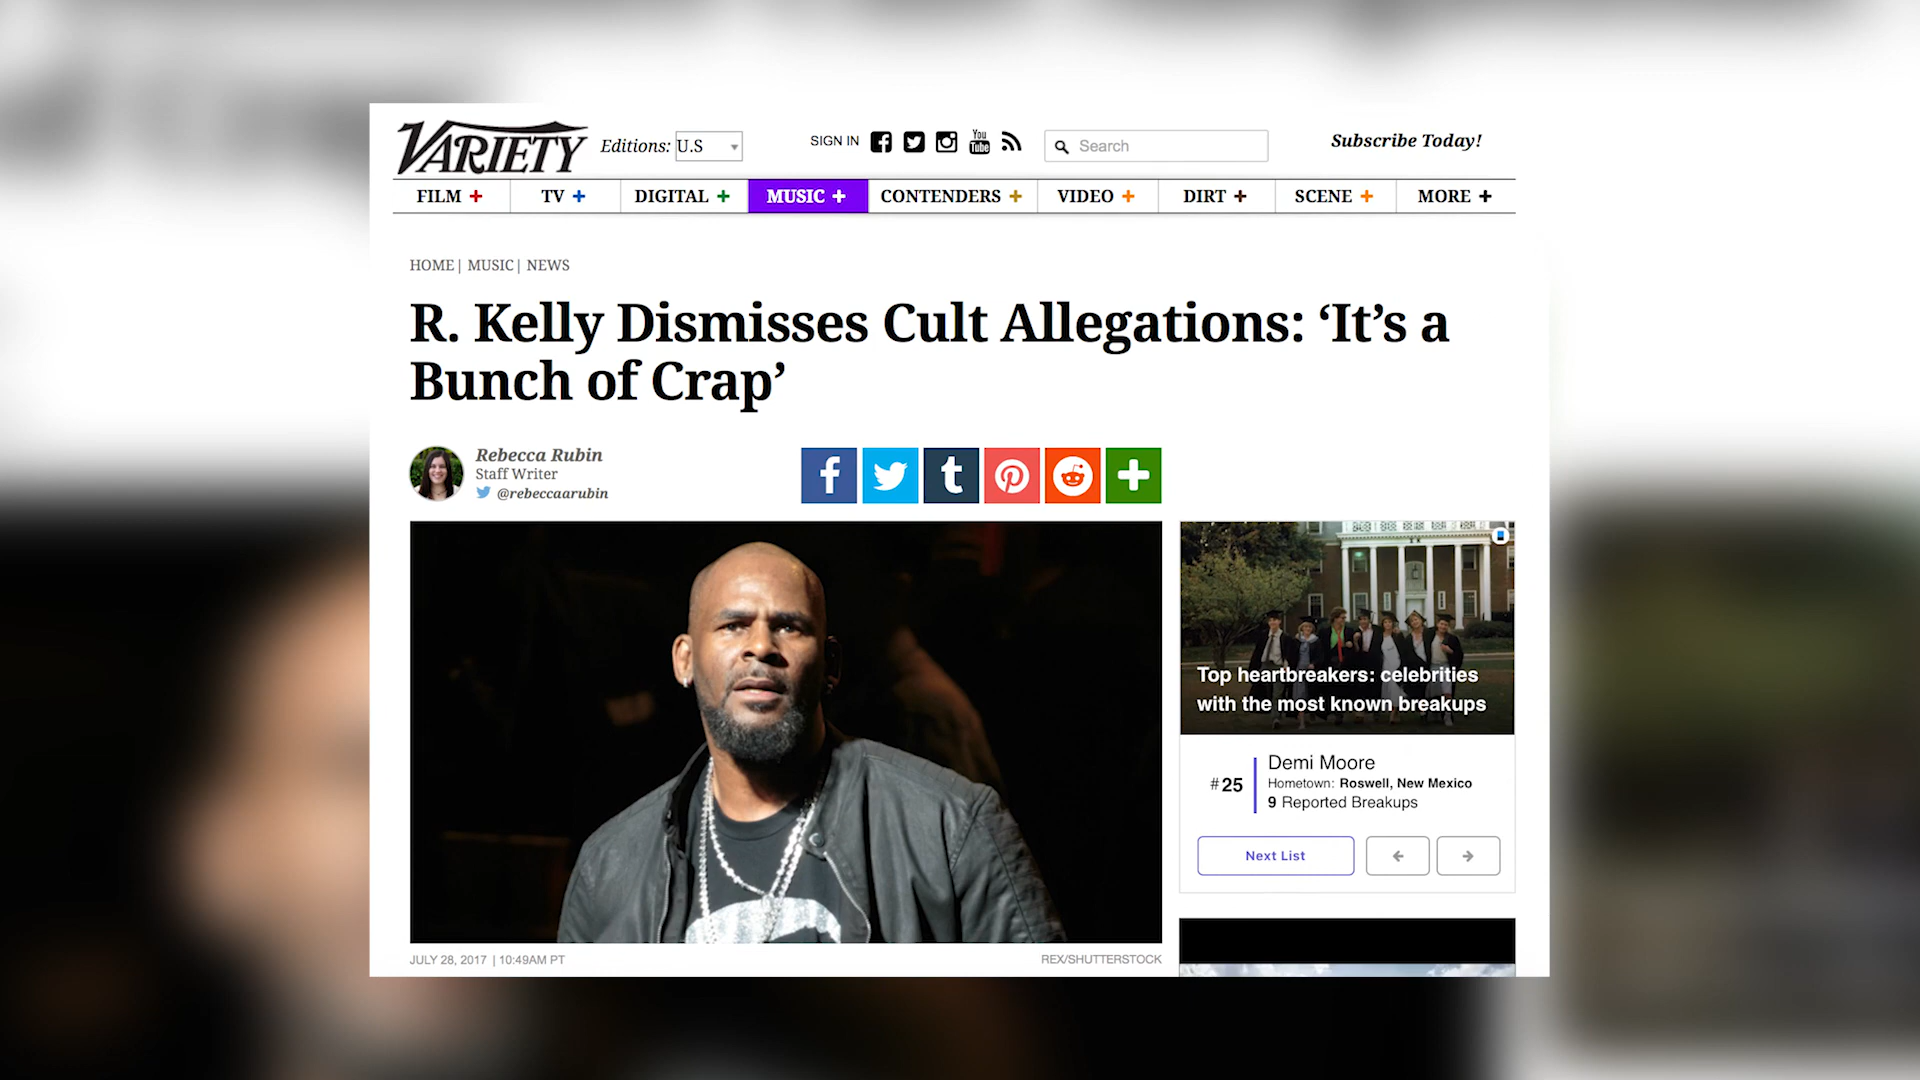 VARIETY
Editions: U.S
SIGN IN
You Tube
Search
Subscribe Today!
FILM + TV + DIGITAL + MUSIC + CONTENDERS + VIDEO + DIRT + SCENE + MORE +
HOME | MUSIC | NEWS
R. Kelly Dismisses Cult Allegations: ‘It’s a
Bunch of Crap’
Rebecca Rubin
Staff Writer
@rebeccaarubin
Top heartbreakers: celebrities
with the most known breakups
#25
Demi Moore
Hometown: Roswell, New Mexico
9 Reported Breakups
Next List
JULY 28, 2017 | 10:49AM PT
REX/SHUTTERSTOCK